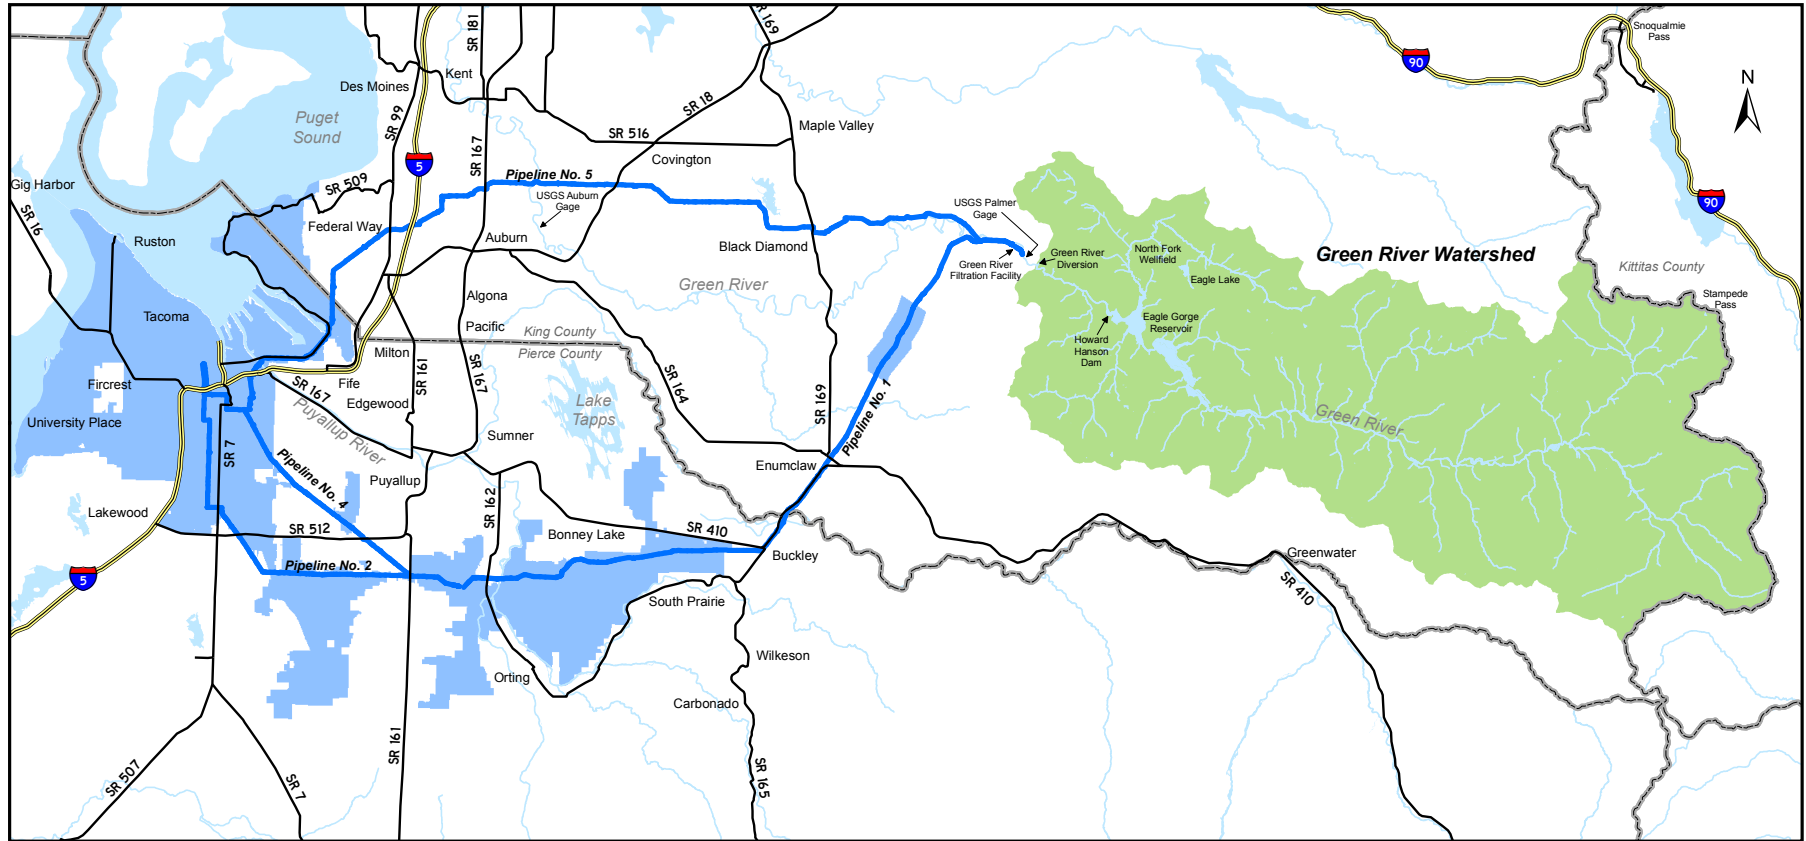 SR 181
SR 169
Snoqualmie
Pass
90
Kent
Des Moines
N
SR 99
SR 18
Puget
Sound
SR 516
Maple Valley
SR 167
5
Covington
Pipeline No. 5
Gig Harbor
SR 509
USGS Auburn
Gage
USGS Palmer
Gage
90
SR 16
Federal Way
Ruston
Auburn
Black Diamond
Green River
Filtration Facility
Green River
Diversion
North Fork
Wellfield
Green River Watershed
Kittitas County
Eagle Lake
Green River
Algona
Stampede
Pass
Tacoma
Pacific
King County
Pierce County
Eagle Gorge
Reservoir
Howard
Hanson
Dam
Milton
Fircrest
SR 167
Fife
Edgewood
SR 161
SR 167
SR 164
SR 169
Pipeline No. 1
Lake
Tapps
Green River
University Place
Puyallup River
Sumner
SR 7
Pipeline No. 4
Enumclaw
Puyallup
SR 162
Lakewood
SR 512
Bonney Lake
SR 410
Buckley
Greenwater
5
Pipeline No. 2
South Prairie
SR 410
Wilkeson
Orting
Carbonado
SR 507
SR 7
SR 161
SR 165